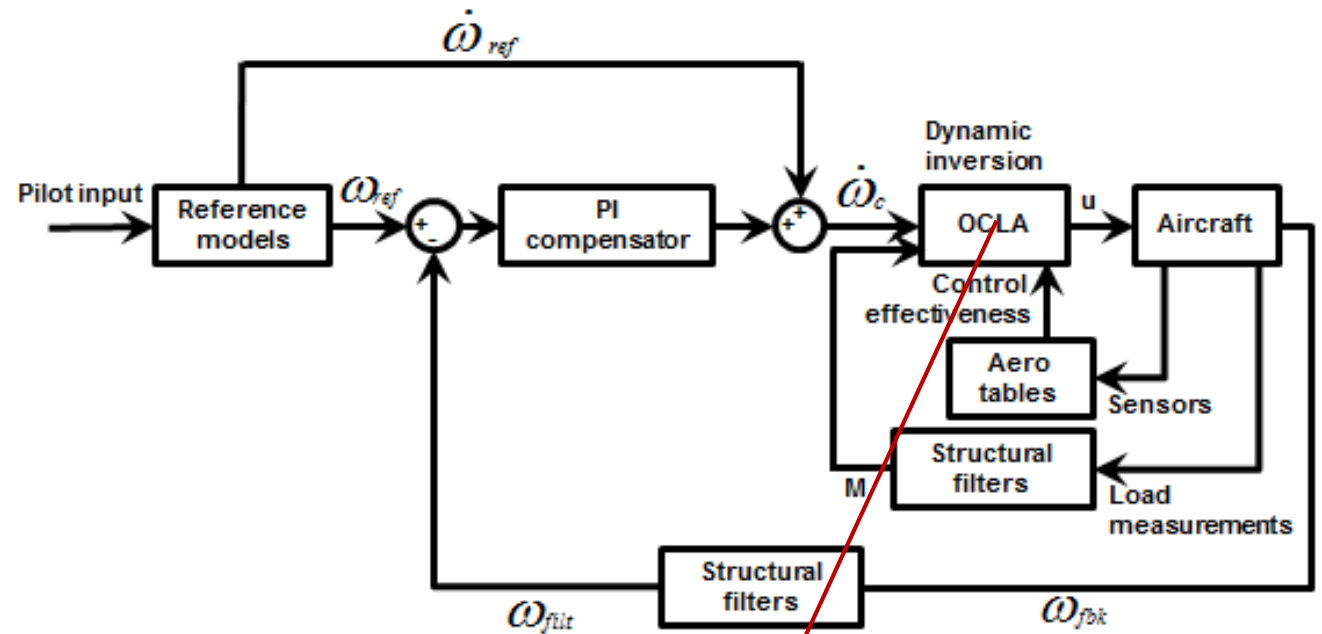 ω̇ ref
Dynamic
inversion
Pilot input
Reference
models
ωref
+
-
PI
compensator
+
+
ω̇c
OCLA
u
Aircraft
Control
effectiveness
Aero
tables
Sensors
Structural
filters
M
Load
measurements
Structural
filters
ωfilt
ωfbk